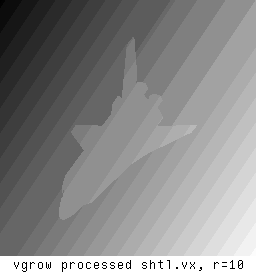 vgrow processed shtl.vx, r=10